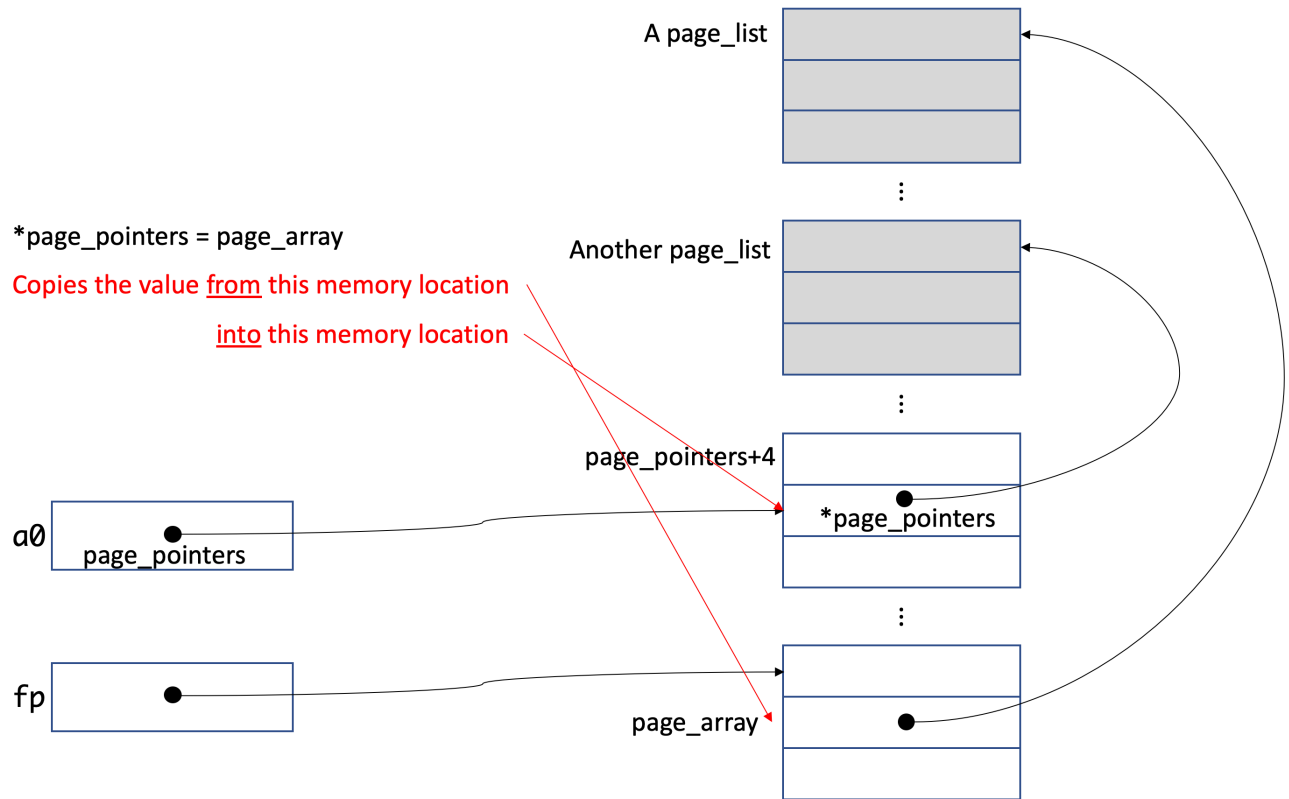 A page_list
⋮
*page_pointers = page_array
Another page_list
Copies the value from this memory location
into this memory location
⋮
page_pointers+4
*page_pointers
a0
page_pointers
⋮
fp
page_array